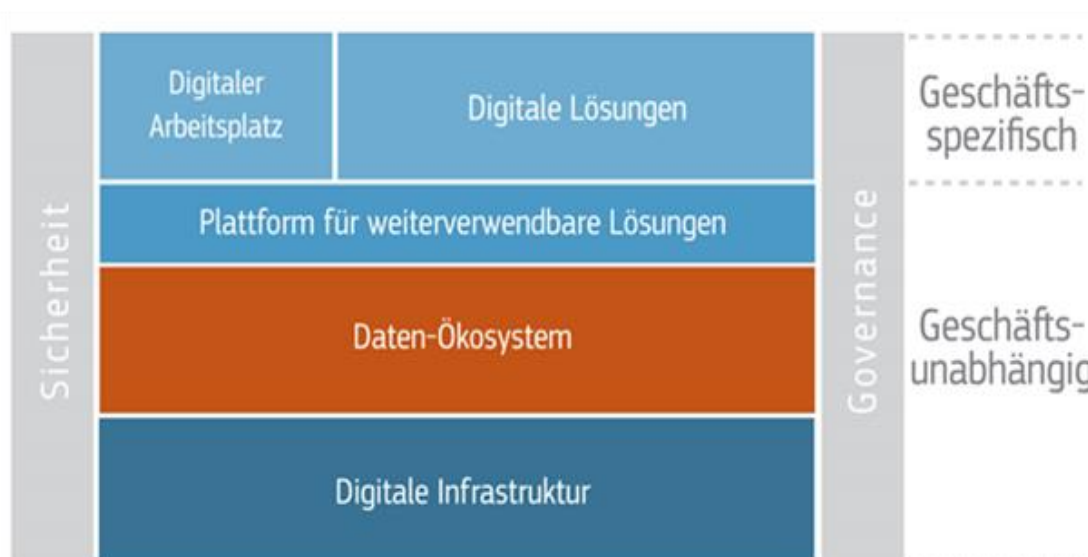 Sicherheit
Digitaler
Arbeitsplatz
Digitale Lösungen
Plattform für weiterverwendbare Lösungen
Daten-Ökosystem
Digitale Infrastruktur
Governance
Geschäfts-
spezifisch
Geschäfts-
unabhängig